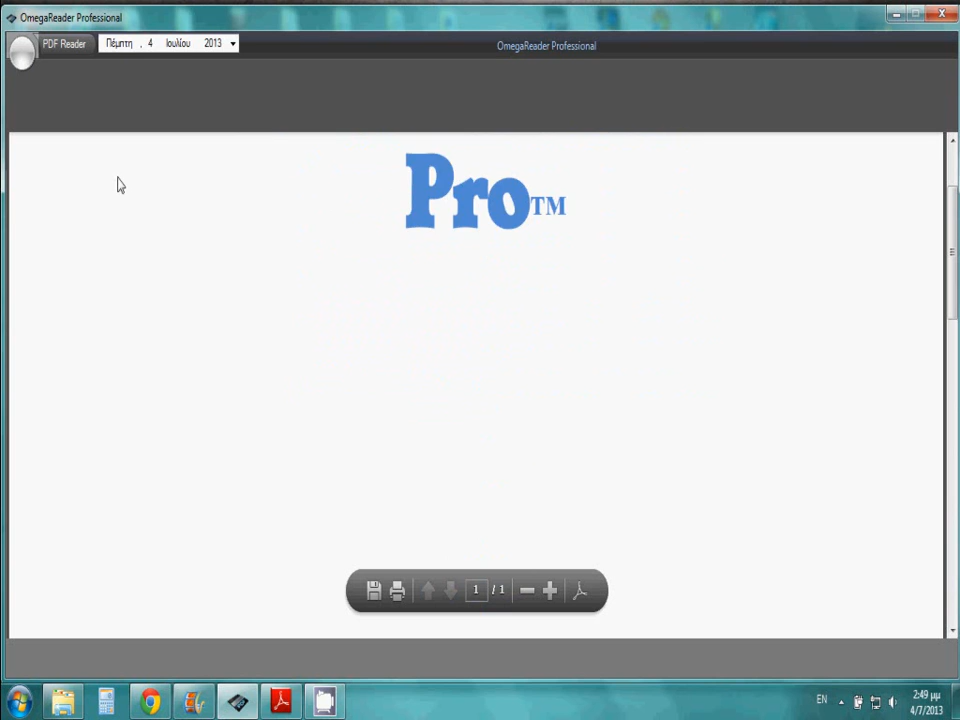 OmegaReader Professional
PDF Reader
Πέμπτη , 4 Ιουλίου 2013
OmegaReader Professional
Pro™
1 / 1
EN
2:49 μμ
4/7/2013